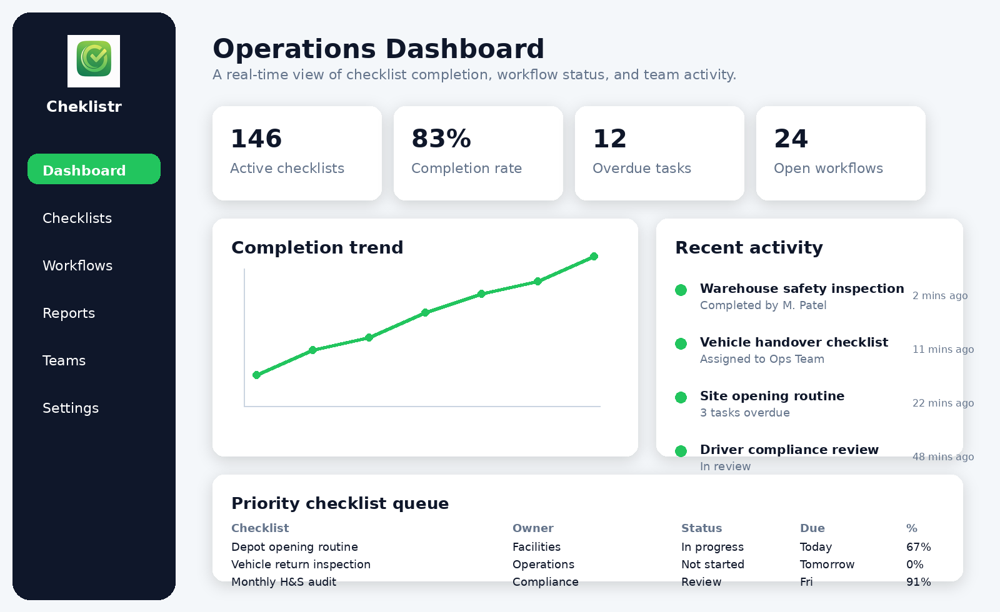 Cheklistr
Dashboard
Checklists
Workflows
Reports
Teams
Settings
Operations Dashboard
A real-time view of checklist completion, workflow status, and team activity.
146
Active checklists
83%
Completion rate
12
Overdue tasks
24
Open workflows
Completion trend
Recent activity
Warehouse safety inspection
Completed by M. Patel
2 mins ago
Vehicle handover checklist
Assigned to Ops Team
11 mins ago
Site opening routine
3 tasks overdue
22 mins ago
Driver compliance review
In review
48 mins ago
Priority checklist queue
Checklist Owner Status Due %
Depot opening routine Facilities In progress Today 67%
Vehicle return inspection Operations Not started Tomorrow 0%
Monthly H&S audit Compliance Review Fri 91%